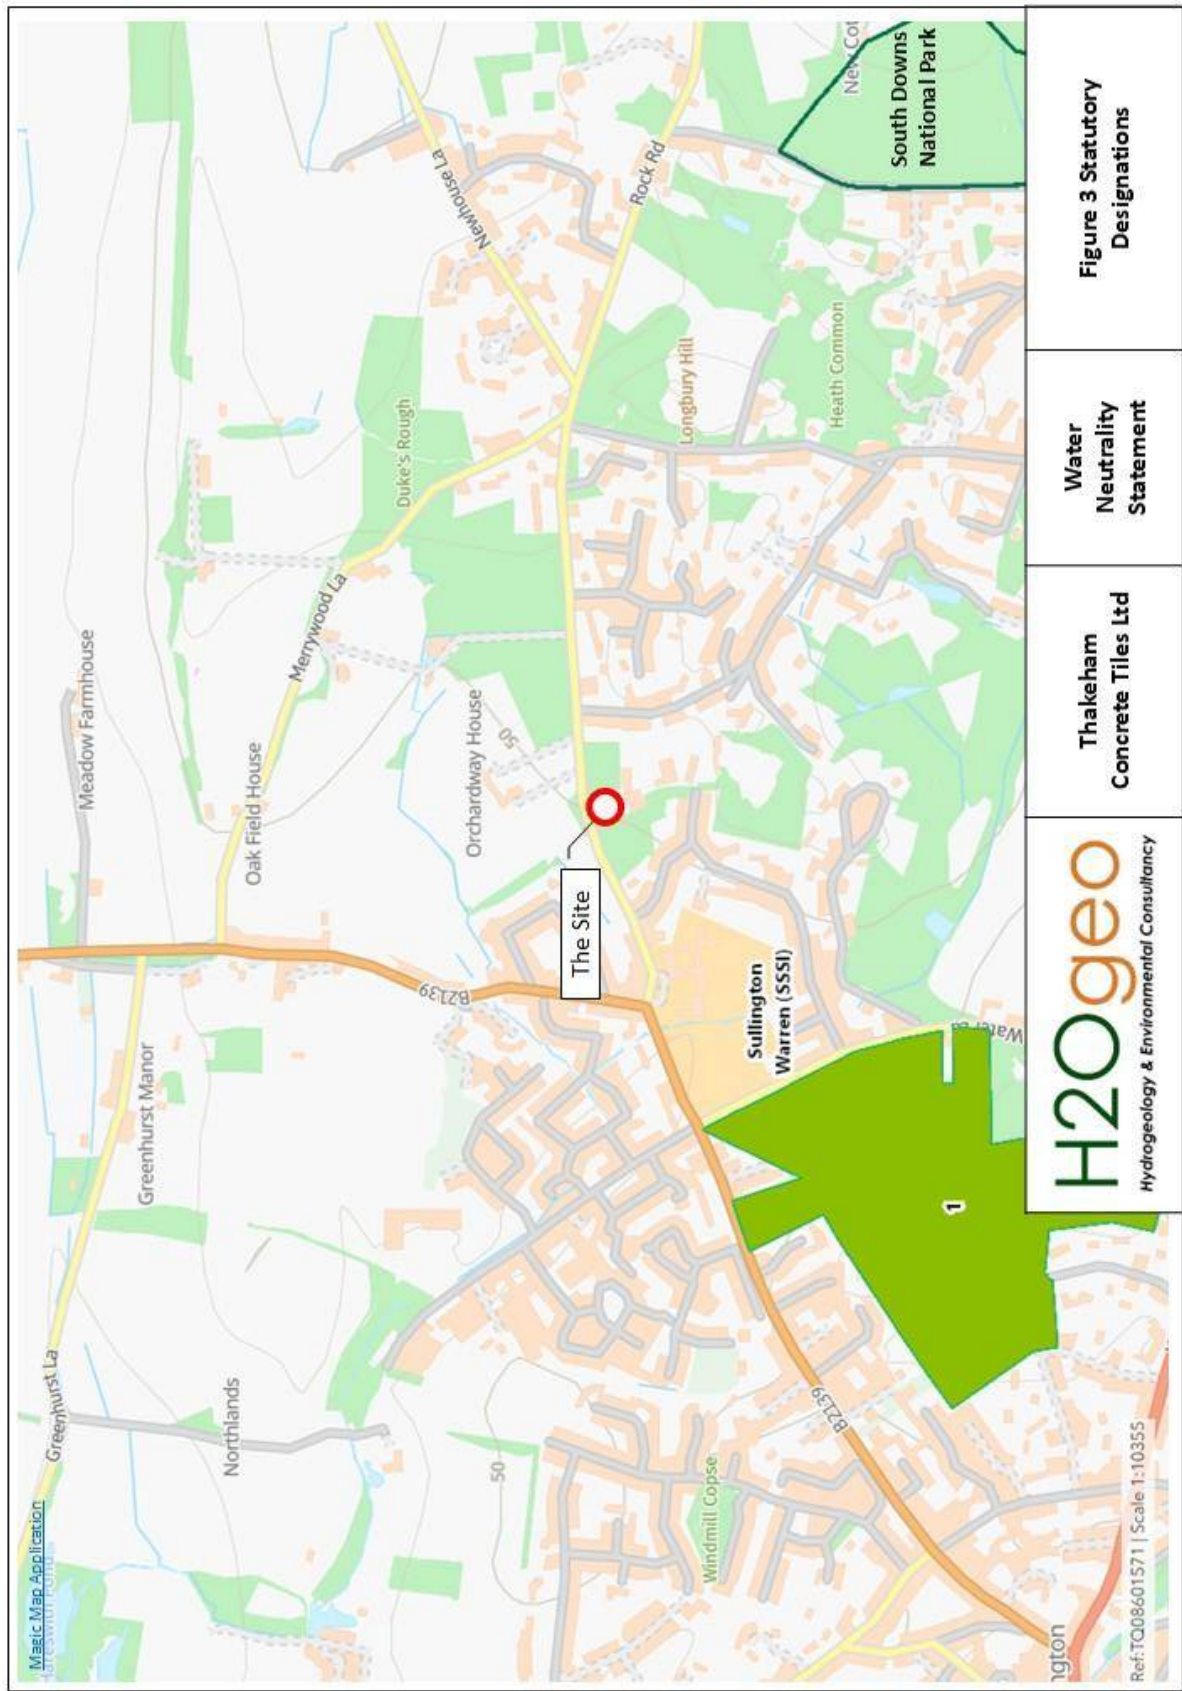 Magic Map Application
Greenhurst La
Northlands
Greenhurst Manor
Meadow Farmhouse
Oak Field House
Merrywood La
Duke's Rough
Newhouse La
Rock Rd
Orchardway House
50
50
B2139
B2139
The Site
Sullington
Warren (SSSI)
1
Windmill Copse
Longbury Hill
Heath Common
South Downs
National Park
Water La
ngton
Ref:TQ08601571 | Scale 1:10355
H2Ogeo
Hydrogeology & Environmental Consultancy
Thakeham
Concrete Tiles Ltd
Water
Neutrality
Statement
Figure 3 Statutory
Designations